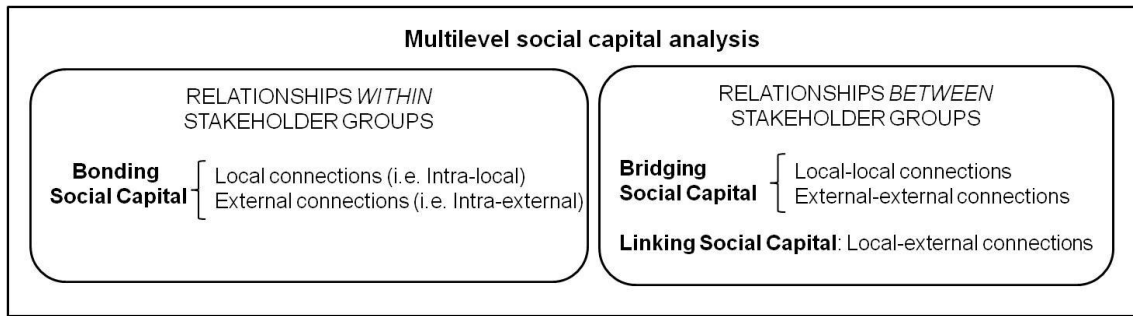 Multilevel social capital analysis
RELATIONSHIPS WITHIN
STAKEHOLDER GROUPS
Bonding
Social Capital
Local connections (i.e. Intra-local)
External connections (i.e. Intra-external)
RELATIONSHIPS BETWEEN
STAKEHOLDER GROUPS
Bridging
Social Capital
Local-local connections
External-external connections
Linking Social Capital: Local-external connections